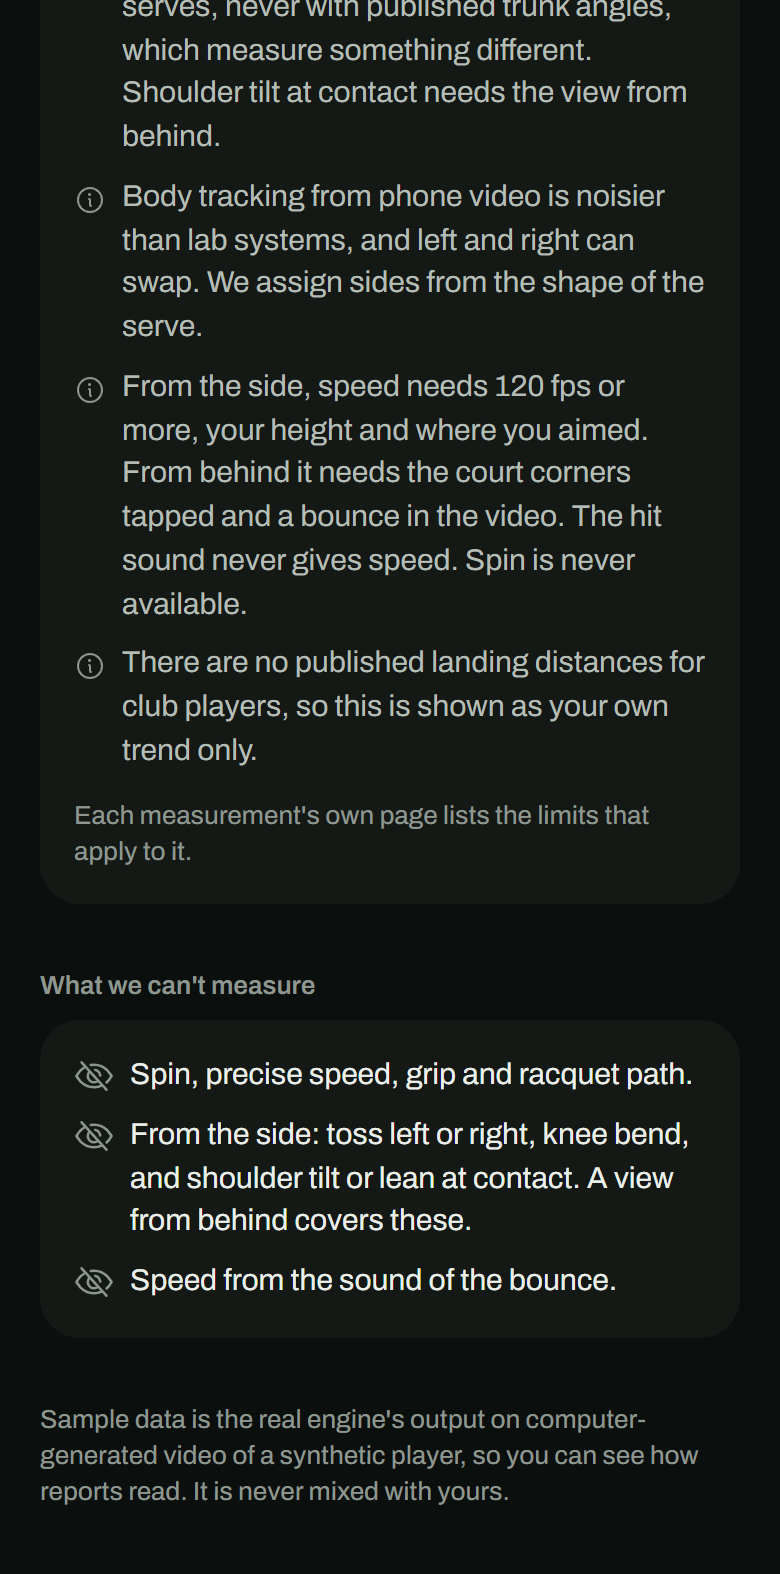 serves, never with published trunk angles,
which measure something different.
Shoulder tilt at contact needs the view from
behind.
Body tracking from phone video is noisier
than lab systems, and left and right can
swap. We assign sides from the shape of the
serve.
From the side, speed needs 120 fps or
more, your height and where you aimed.
From behind it needs the court corners
tapped and a bounce in the video. The hit
sound never gives speed. Spin is never
available.
There are no published landing distances for
club players, so this is shown as your own
trend only.
Each measurement's own page lists the limits that
apply to it.
What we can't measure
Spin, precise speed, grip and racquet path.
From the side: toss left or right, knee bend,
and shoulder tilt or lean at contact. A view
from behind covers these.
Speed from the sound of the bounce.
Sample data is the real engine's output on computer-
generated video of a synthetic player, so you can see how
reports read. It is never mixed with yours.